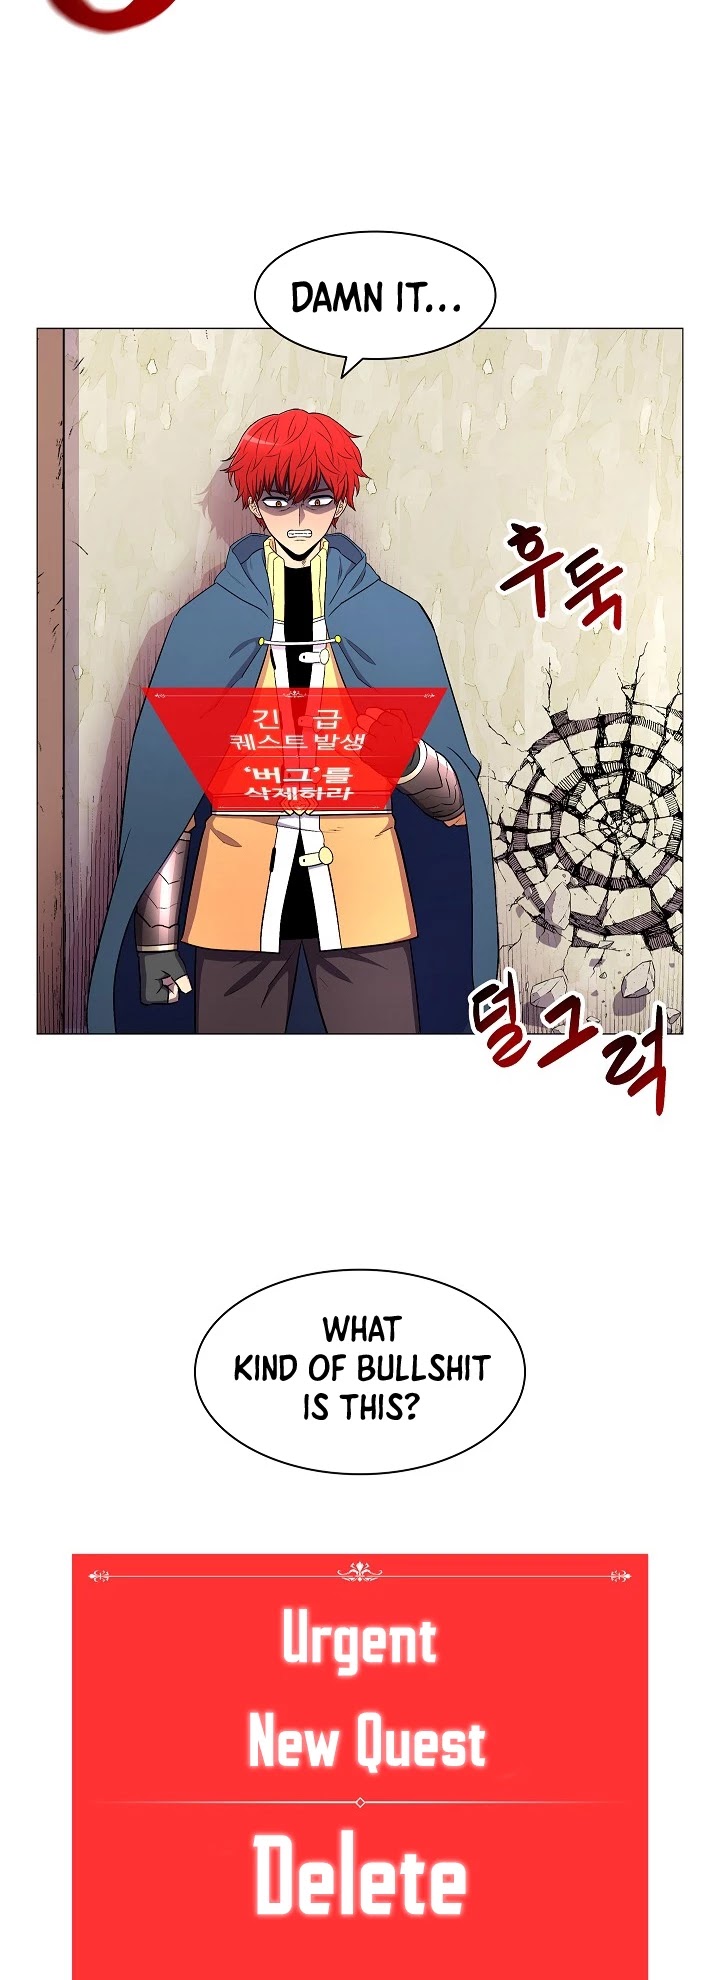 DAMN IT...
후둑
긴 급
퀘스트 발생
'버그'를
삭제하라
덜그럭
WHAT
KIND OF BULLSHIT
IS THIS?
Urgent
New Quest
Delete